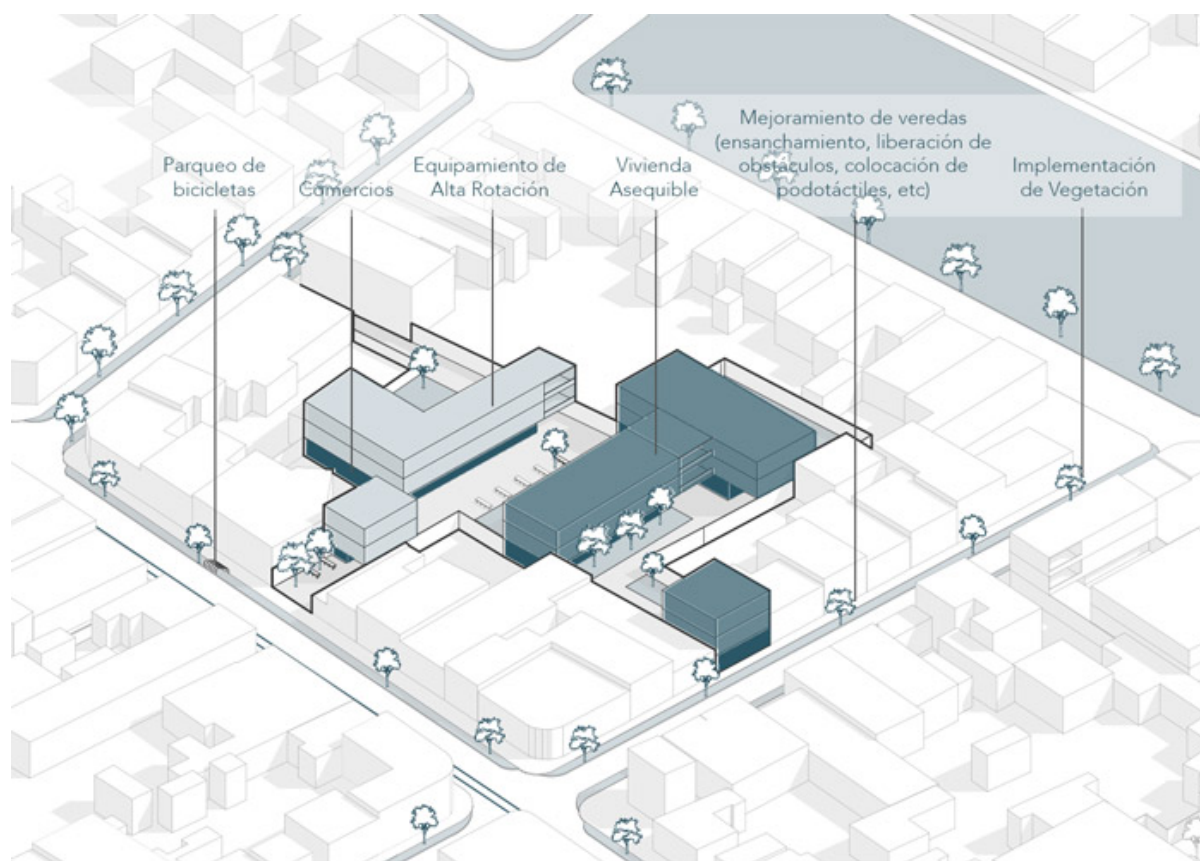 Parqueo de
bicicletas
Comercios
Equipamiento de
Alta Rotación
Vivienda
Asequible
Mejoramiento de veredas
(ensanchamiento, liberación de
obstáculos, colocación de
podotáctiles, etc)
Implementación
de Vegetación